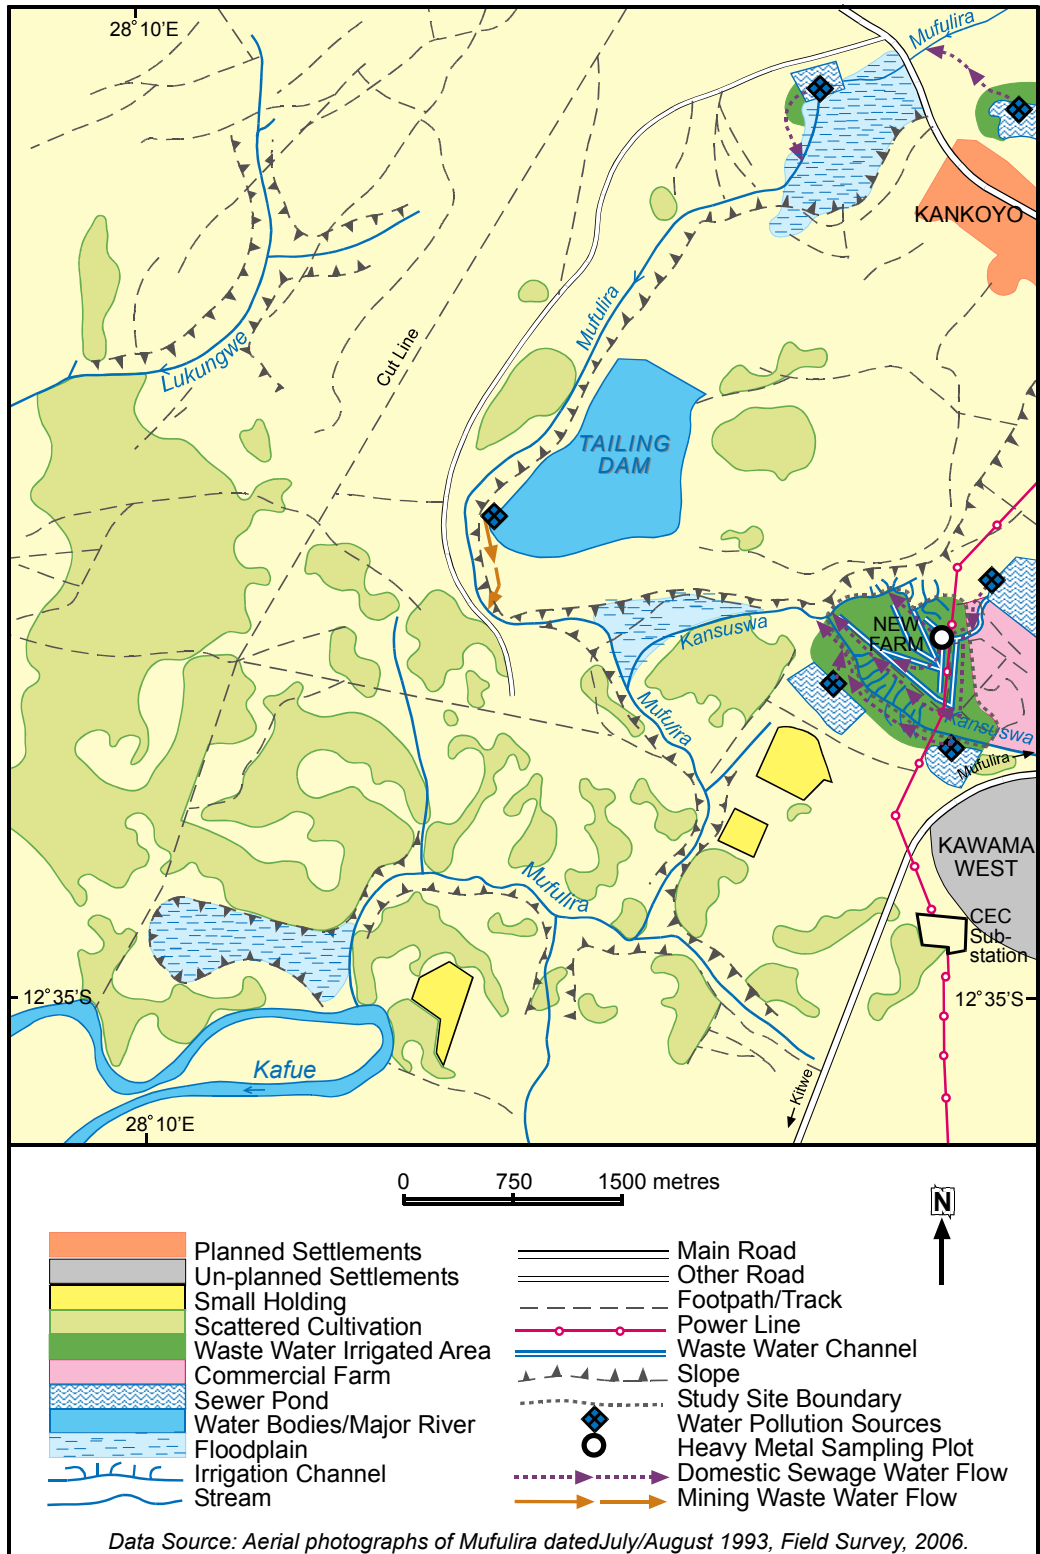 28°10'E
Mufulira
KANKOYO
Mufulira
Cut Line
Lukungwe
TAILING
DAM
NEW
FARM
Kansuswa
Kansuswa
Mufulira
Mufulira
KAWAMA
WEST
Mufulira
CEC
Sub-
station
12°35'S
12°35'S
Kafue
Kitwe
28°10'E
0 750 1500 metres
N
Planned Settlements
Un-planned Settlements
Small Holding
Scattered Cultivation
Waste Water Irrigated Area
Commercial Farm
Sewer Pond
Water Bodies/Major River
Floodplain
Irrigation Channel
Stream
Main Road
Other Road
Footpath/Track
Power Line
Waste Water Channel
Slope
Study Site Boundary
Water Pollution Sources
Heavy Metal Sampling Plot
Domestic Sewage Water Flow
Mining Waste Water Flow
Data Source: Aerial photographs of Mufulira datedJuly/August 1993, Field Survey, 2006.